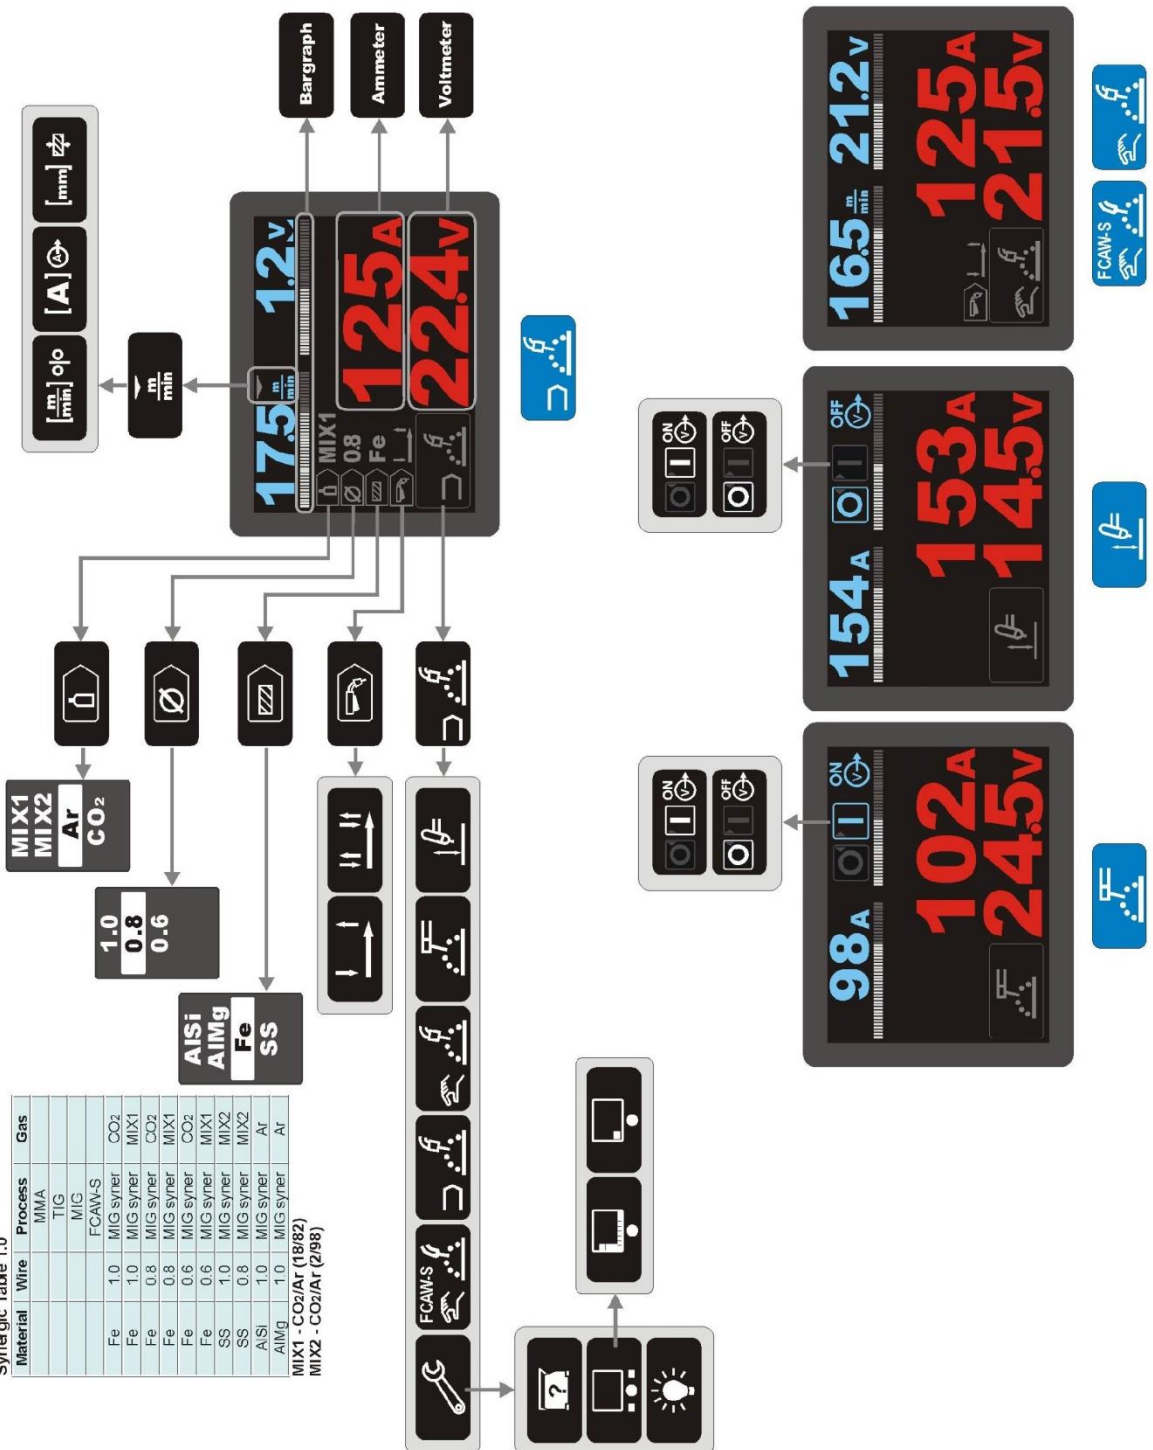 Synergic Table 1.0
Material Wire Process Gas
MMA
TIG
MIG
FCAW-S
Fe 1.0 MIG syner CO2
Fe 1.0 MIG syner MIX1
Fe 0.8 MIG syner CO2
Fe 0.8 MIG syner MIX1
Fe 0.6 MIG syner CO2
Fe 0.6 MIG syner MIX1
SS 1.0 MIG syner MIX2
SS 0.8 MIG syner MIX2
AlSi 1.0 MIG syner Ar
AlMg 1.0 MIG syner Ar
MIX1 - CO2/Ar (18/82)
MIX2 - CO2/Ar (2/98)
MIX1
MIX2
Ar
CO2
1.0
0.8
0.6
AlSi
AlMg
Fe
SS
FCAW-S
?
[m/min]
[A] A
[mm]
m/min
17.5 m/min 1.2 V
MIX1
0.8
Fe
125A
22.4V
Bargraph
Ammeter
Voltmeter
ON V
OFF V
98A ON V
102A
24.5V
ON V
OFF V
154A OFF V
153A
14.5V
16.5 m/min 21.2 V
125A
21.5V
FCAW-S